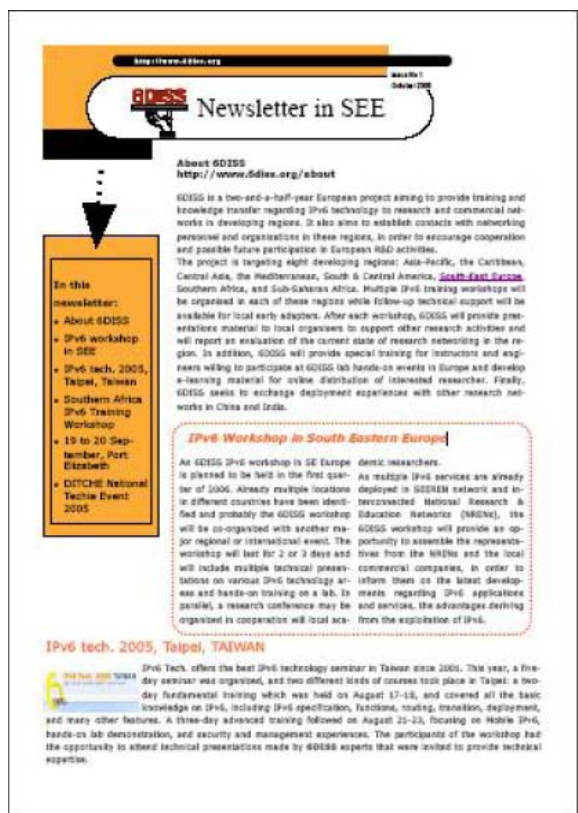 http://www.6diss.org
Issue No 1
October 2005
6DISS
Newsletter in SEE
About 6DISS
http://www.6diss.org/about
6DISS is a two-and-a-half-year European project aiming to provide training and
knowledge transfer regarding IPv6 technology to research and commercial net-
works in developing regions. It also aims to establish contacts with networking
personnel and organisations in these regions, in order to encourage cooperation
and possible future participation in European R&D activities.
The project is targeting eight developing regions: Asia-Pacific, the Caribbean,
Central Asia, the Mediterranean, South & Central America, South-East Europe,
Southern Africa, and Sub-Saharan Africa. Multiple IPv6 training workshops will
be organised in each of these regions while follow-up technical support will be
available for local early adapters. After each workshop, 6DISS will provide pres-
entations material to local organisers to support other research activities and
will report an evaluation of the current state of research networking in the re-
gion. In addition, 6DISS will provide special training for instructors and engi-
neers willing to participate at 6DISS lab hands-on events in Europe and develop
e-learning material for online distribution of interested researcher. Finally,
6DISS seeks to exchange deployment experiences with other research net-
works in China and India.
In this
newsletter:
• About 6DISS
• IPv6 workshop
in SEE
• IPv6 tech. 2005,
Taipei, Taiwan
• Southern Africa
IPv6 Training
Workshop
• 19 to 20 Sep-
tember, Port
Elizabeth
• DITCHE National
Techie Event
2005
IPv6 Workshop in South Eastern Europe
An 6DISS IPv6 workshop in SE Europe
is planned to be held in the first quar-
ter of 2006. Already multiple locations
in different countries have been identi-
fied and probably the 6DISS workshop
will be co-organized with another ma-
jor regional or international event. The
workshop will last for 2 or 3 days and
will include multiple technical presen-
tations on various IPv6 technology ar-
eas and hands-on training on a lab. In
parallel, a research conference may be
organized in cooperation will local aca-
demic researchers.
As multiple IPv6 services are already
deployed in SEEREN network and in-
terconnected National Research &
Education Networks (NRENs), the
6DISS workshop will provide an op-
portunity to assemble the representa-
tives from the NRENs and the local
commercial companies, in order to
inform them on the latest develop-
ments regarding IPv6 applications
and services, the advantages deriving
from the exploitation of IPv6.
IPv6 tech. 2005, Taipei, TAIWAN
IPv6 Tech. offers the best IPv6 technology seminar in Taiwan since 2001. This year, a five-
day seminar was organized, and two different kinds of courses took place in Taipei: a two-
day fundamental training which was held on August 17-18, and covered all the basic
knowledge on IPv6, including IPv6 specification, functions, routing, transition, deployment,
and many other features. A three-day advanced training followed on August 21-23, focusing on Mobile IPv6,
hands-on lab demonstration, and security and management experiences. The participants of the workshop had
the opportunity to attend technical presentations made by 6DISS experts that were invited to provide technical
expertise.